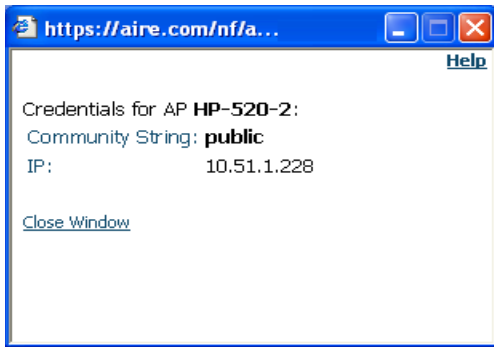 https://aire.com/nf/a...
Help
Credentials for AP HP-520-2:
Community String: public
IP: 10.51.1.228
Close Window